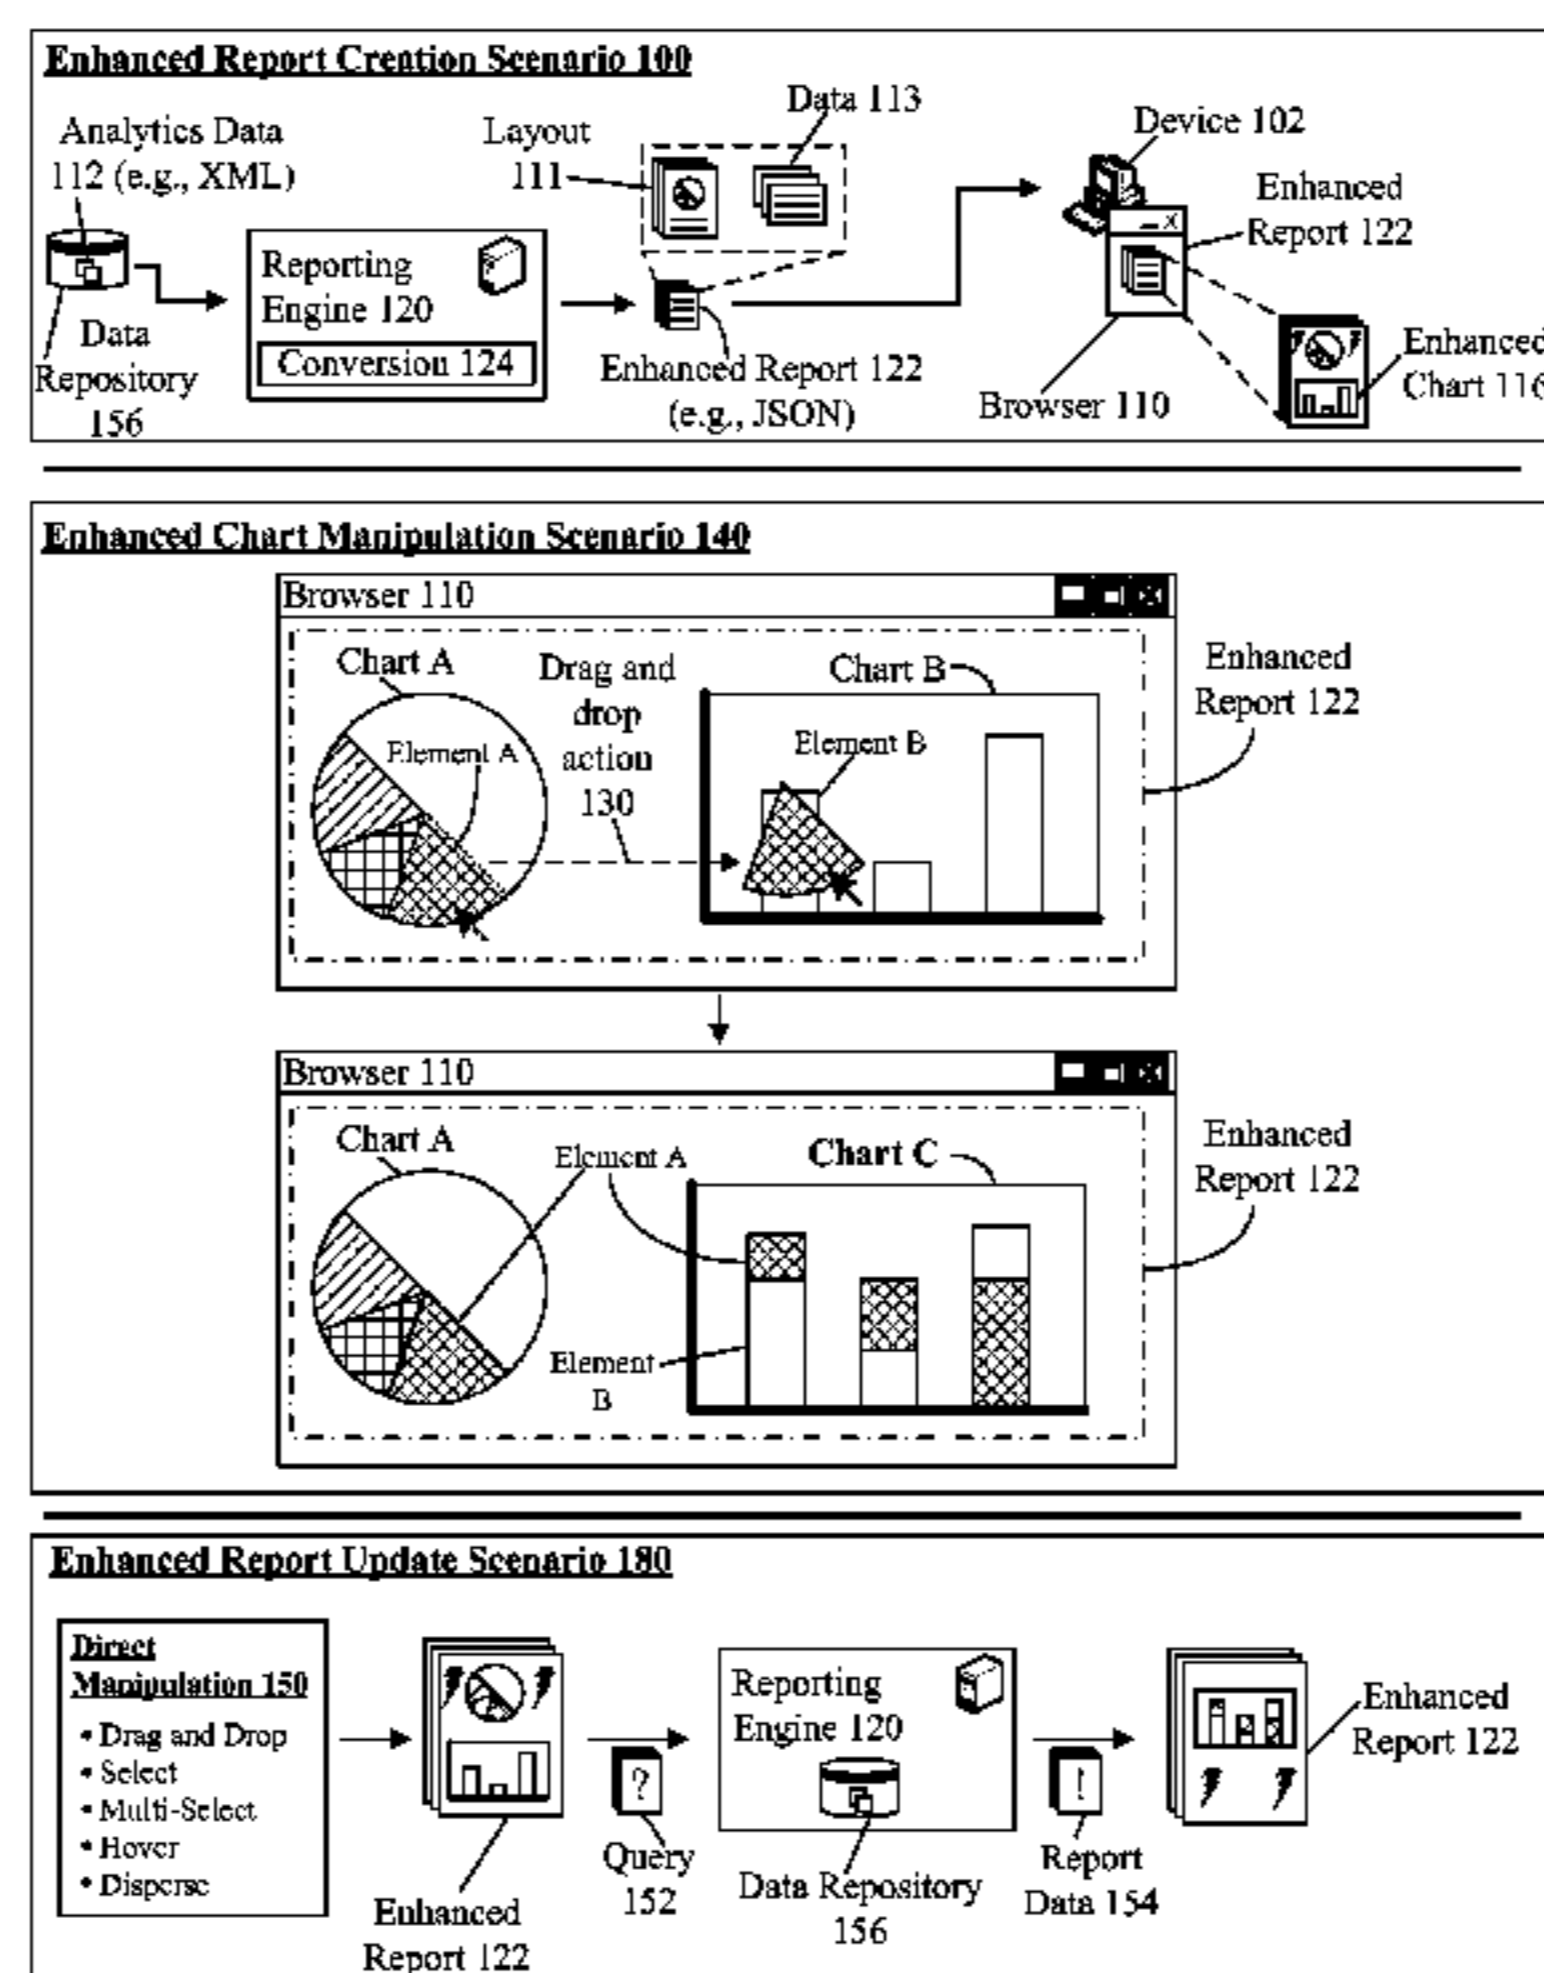 Enhanced Report Creation Scenario 100
Analytics Data
112 (e.g., XML)
Layout
111
Data 113
Device 102
Enhanced
Report 122
Reporting
Engine 120
Conversion 124
Data
Repository
156
Enhanced Report 122
(e.g., JSON)
Browser 110
Enhanced
Chart 116
Enhanced Chart Manipulation Scenario 140
Browser 110
Chart A
Element A
Drag and
drop
action
130
Chart B
Element B
Enhanced
Report 122
Browser 110
Chart A
Element A
Chart C
Element
B
Enhanced
Report 122
Enhanced Report Update Scenario 180
Direct
Manipulation 150
• Drag and Drop
• Select
• Multi-Select
• Hover
• Disperse
Enhanced
Report 122
?
Query
152
Reporting
Engine 120
Data Repository
156
!
Report
Data 154
Enhanced
Report 122